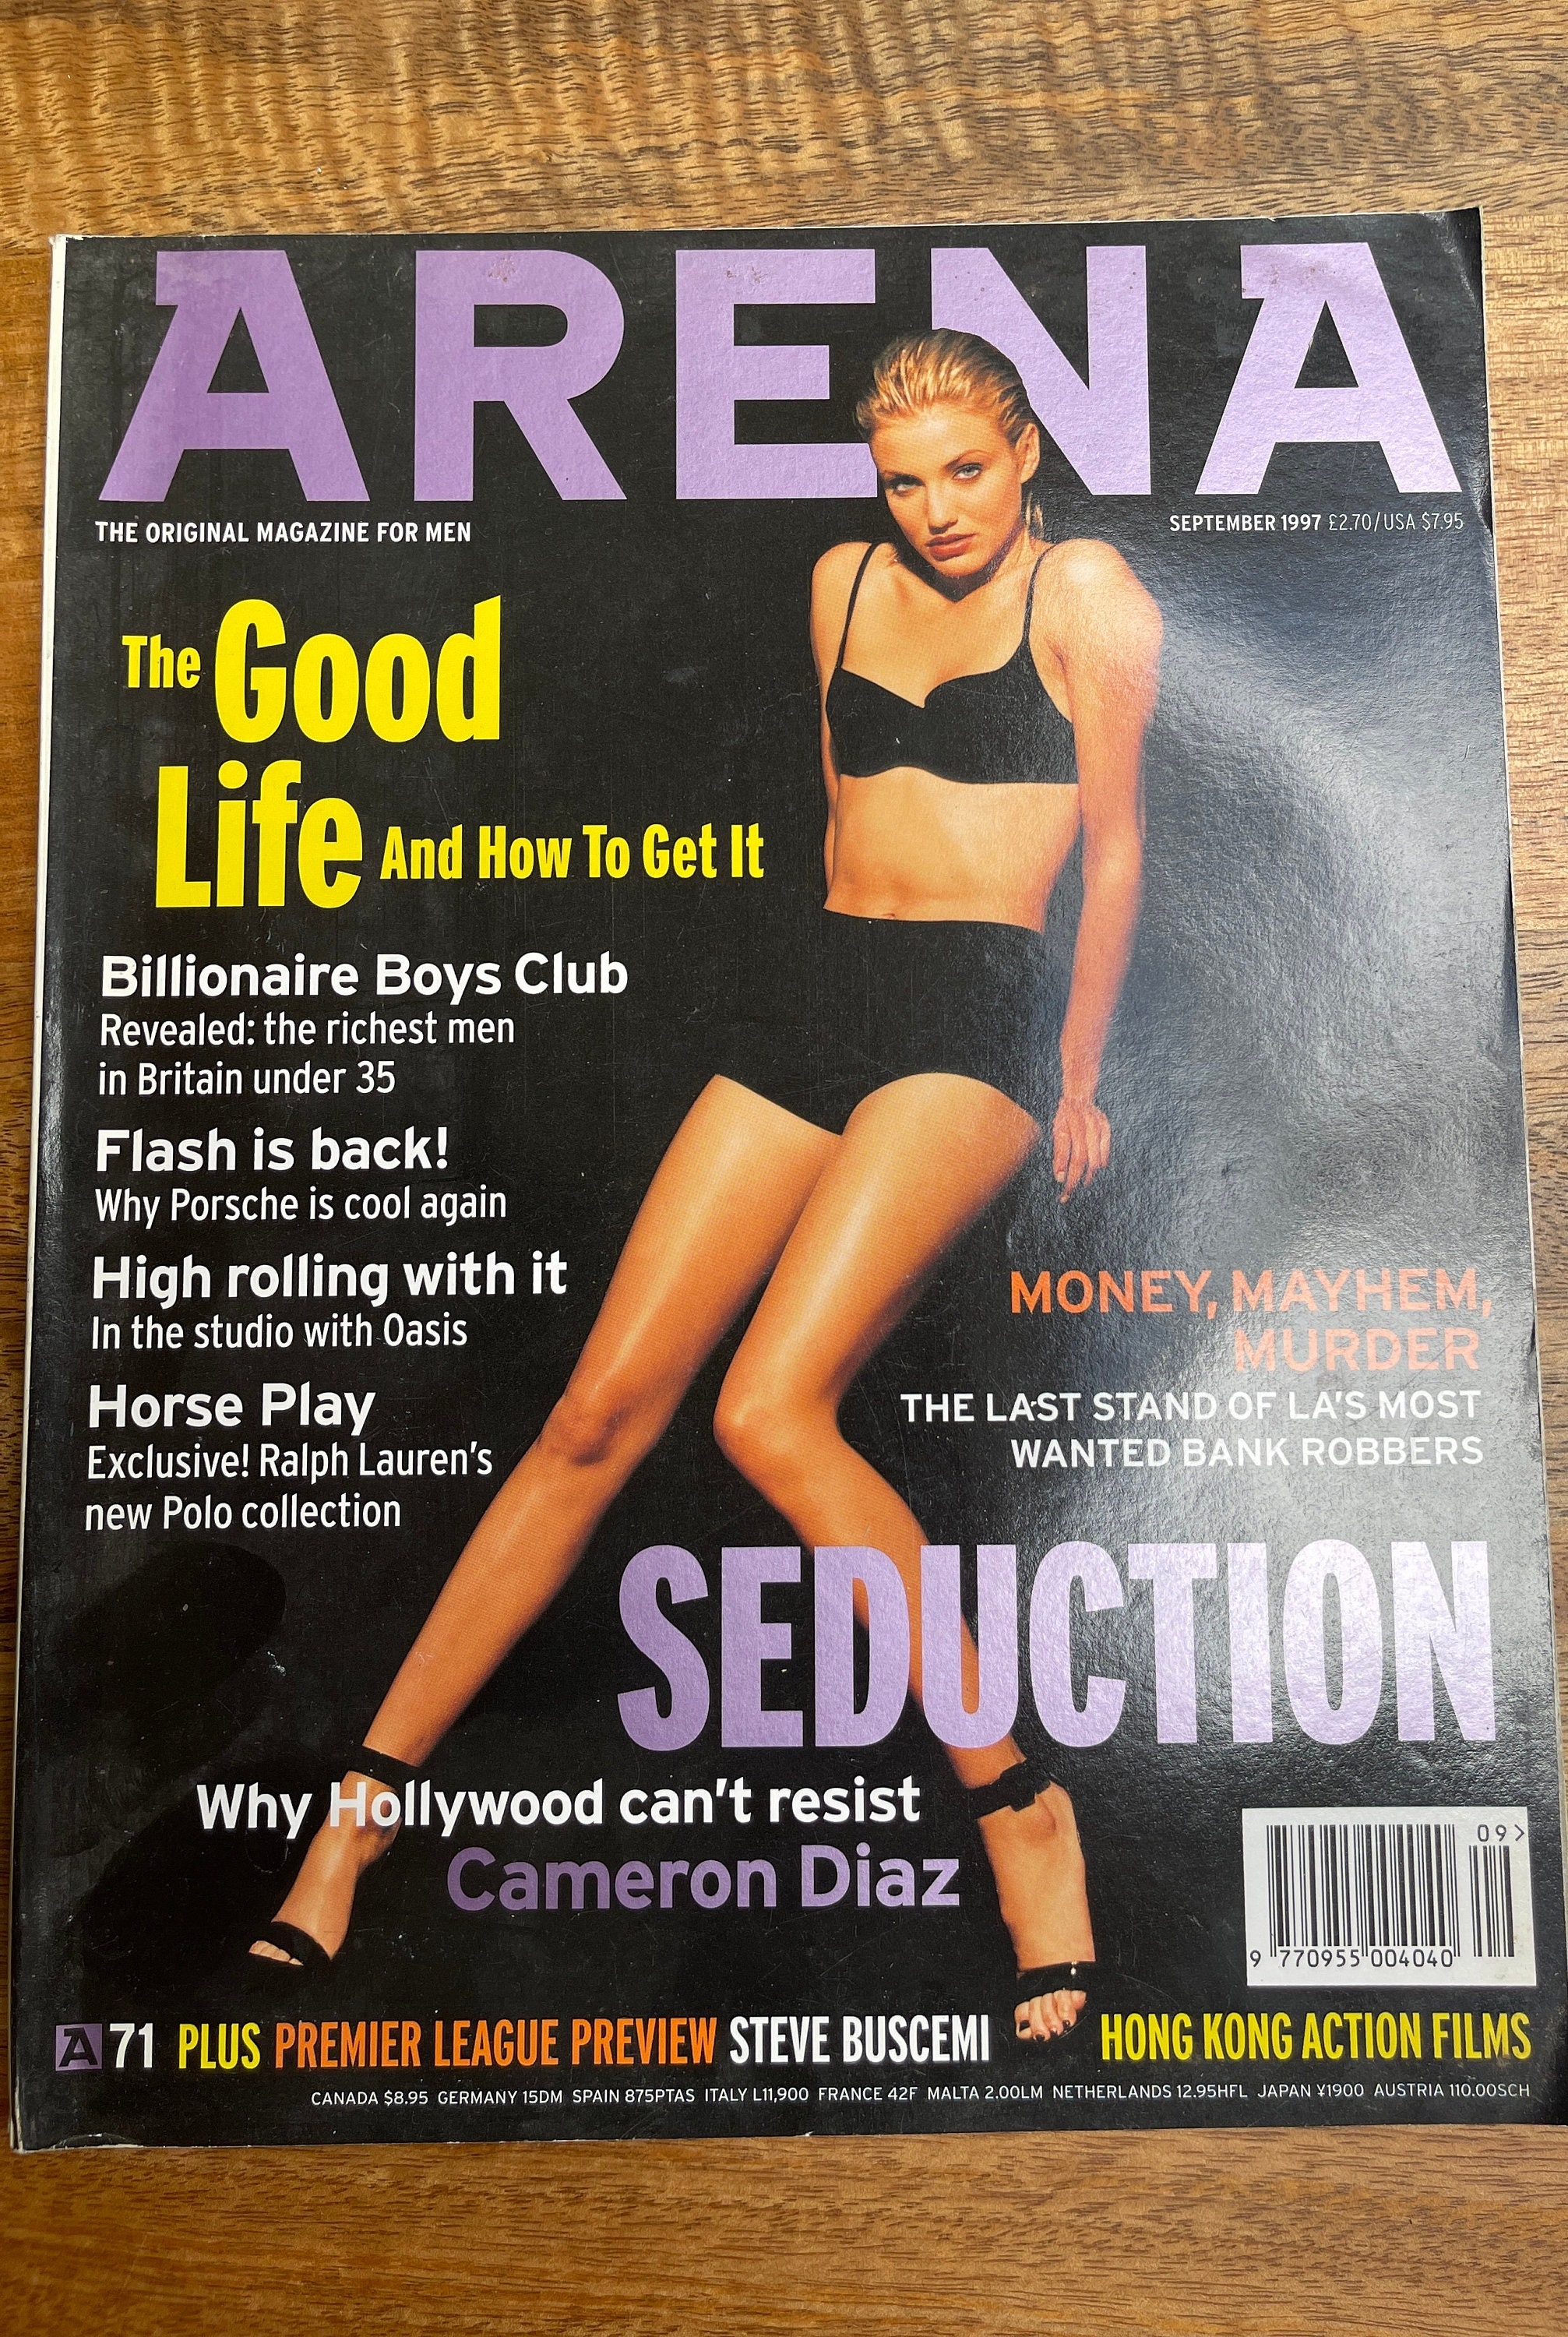 ARENA
THE ORIGINAL MAGAZINE FOR MEN
SEPTEMBER 1997 £2.70/USA $7.95
The Good
Life And How To Get It
Billionaire Boys Club
Revealed: the richest men
in Britain under 35
Flash is back!
Why Porsche is cool again
High rolling with it
In the studio with Oasis
Horse Play
Exclusive! Ralph Lauren's
new Polo collection
MONEY, MAYHEM,
MURDER
THE LAST STAND OF LA'S MOST
WANTED BANK ROBBERS
SEDUCTION
Why Hollywood can't resist
Cameron Diaz
09>
9 770955 004040
A 71 PLUS PREMIER LEAGUE PREVIEW STEVE BUSCEMI HONG KONG ACTION FILMS
CANADA $8.95 GERMANY 15DM SPAIN 875PTAS ITALY L11,900 FRANCE 42F MALTA 2.00LM NETHERLANDS 12.95HFL JAPAN ¥1900 AUSTRIA 110.00SCH